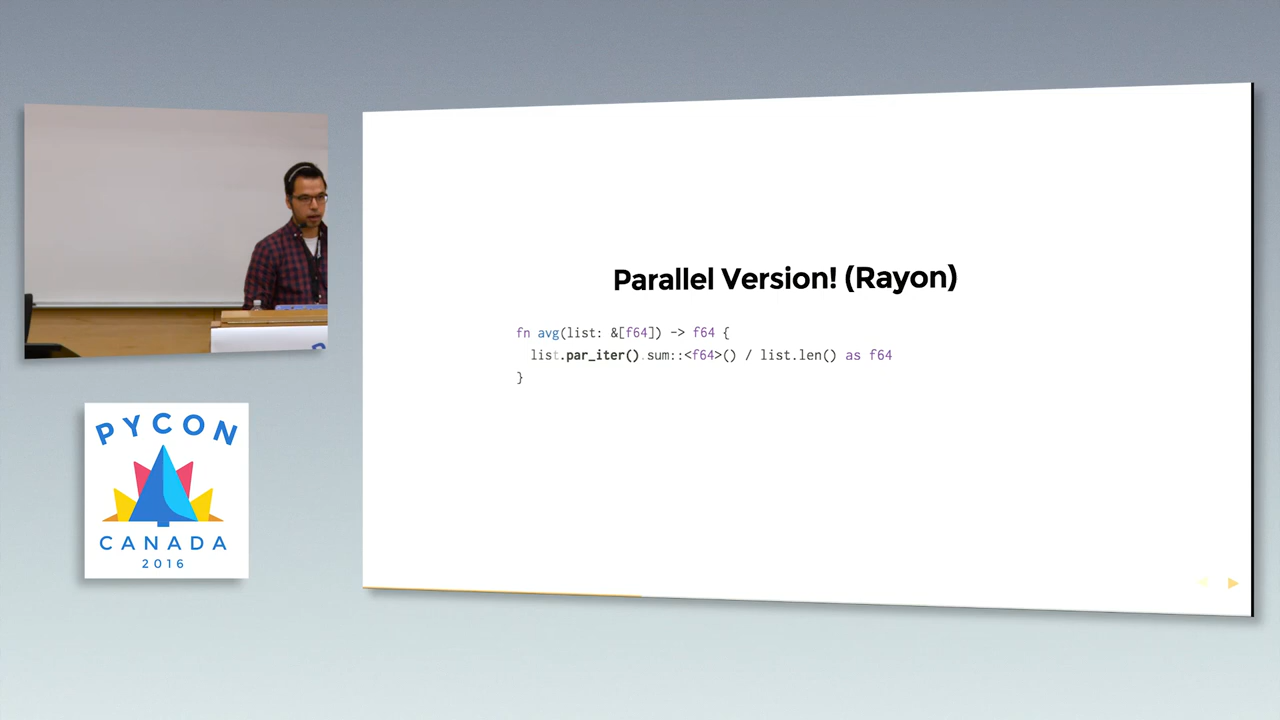 Parallel Version! (Rayon)
fn avg(list: &[f64]) -> f64 {
list.par_iter().sum::<f64>() / list.len() as f64
}
PYCON
CANADA
2016